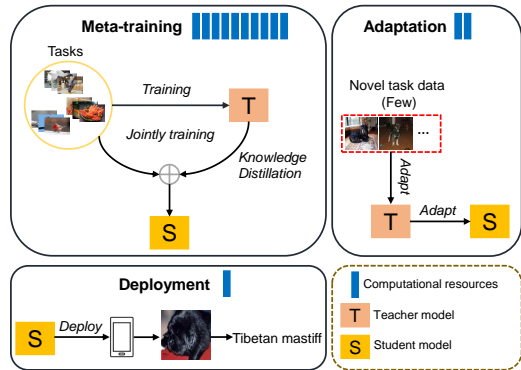 Meta-training
Tasks
Training
T
Jointly training
Knowledge
Distillation
S
Adaptation
Novel task data
(Few)
...
Adapt
T
Adapt
S
Deployment
S
Deploy
Tibetan mastiff
Computational resources
T
Teacher model
S
Student model